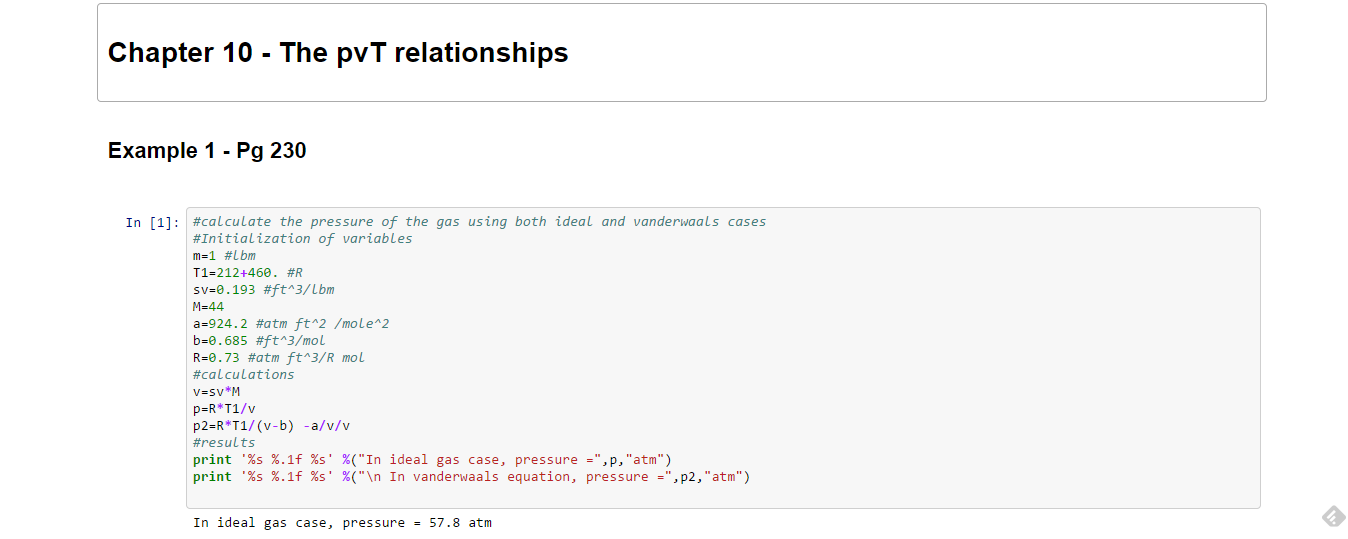 Chapter 10 - The pvT relationships
Example 1 - Pg 230
In [1]:
#calculate the pressure of the gas using both ideal and vanderwaals cases
#Initialization of variables
m=1 #lbm
T1=212+460. #R
sv=0.193 #ft^3/lbm
M=44
a=924.2 #atm ft^2 /mole^2
b=0.685 #ft^3/mol
R=0.73 #atm ft^3/R mol
#calculations
v=sv*M
p=R*T1/v
p2=R*T1/(v-b) -a/v/v
#results
print '%s %.1f %s' %("In ideal gas case, pressure =",p,"atm")
print '%s %.1f %s' %("\n In vanderwaals equation, pressure =",p2,"atm")
In ideal gas case, pressure = 57.8 atm